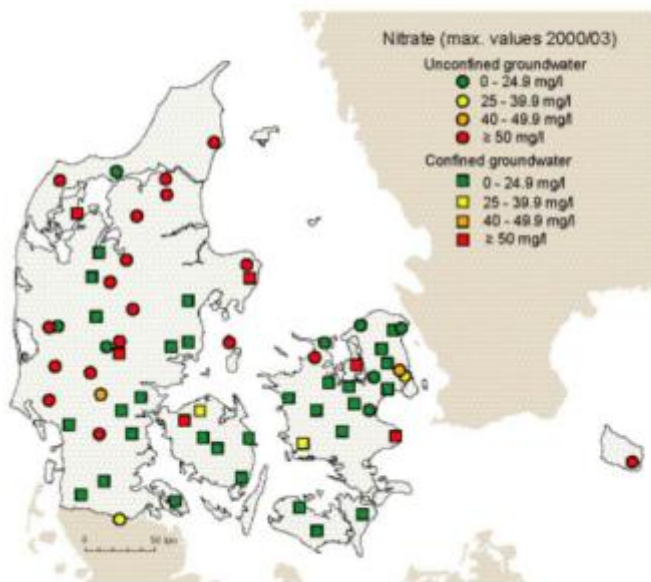 Nitrate (max. values 2000/03)
Unconfined groundwater
0 - 24.9 mg/l
25 - 39.9 mg/l
40 - 49.9 mg/l
≥ 50 mg/l
Confined groundwater
0 - 24.9 mg/l
25 - 39.9 mg/l
40 - 49.9 mg/l
≥ 50 mg/l
0 50 km